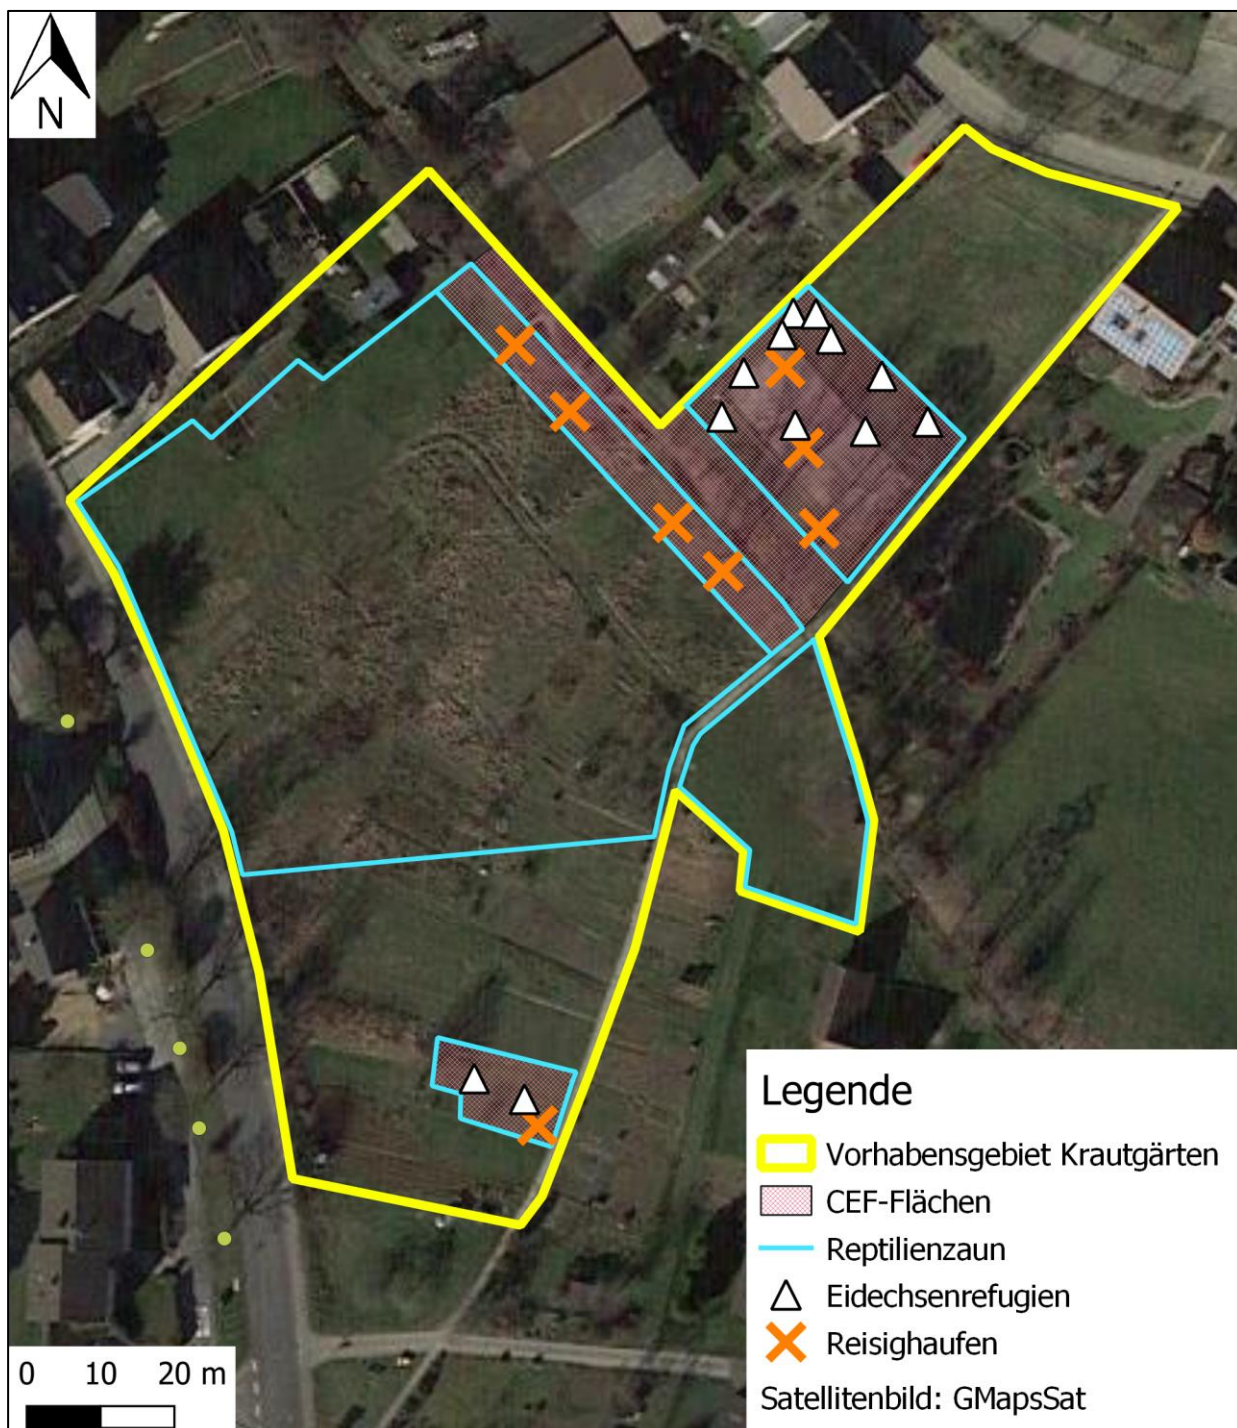 N
Legende
Vorhabensgebiet Krautgärten
CEF-Flächen
Reptilienzaun
Eidechsenrefugien
Reisighaufen
Satellitenbild: GMapsSat
0 10 20 m